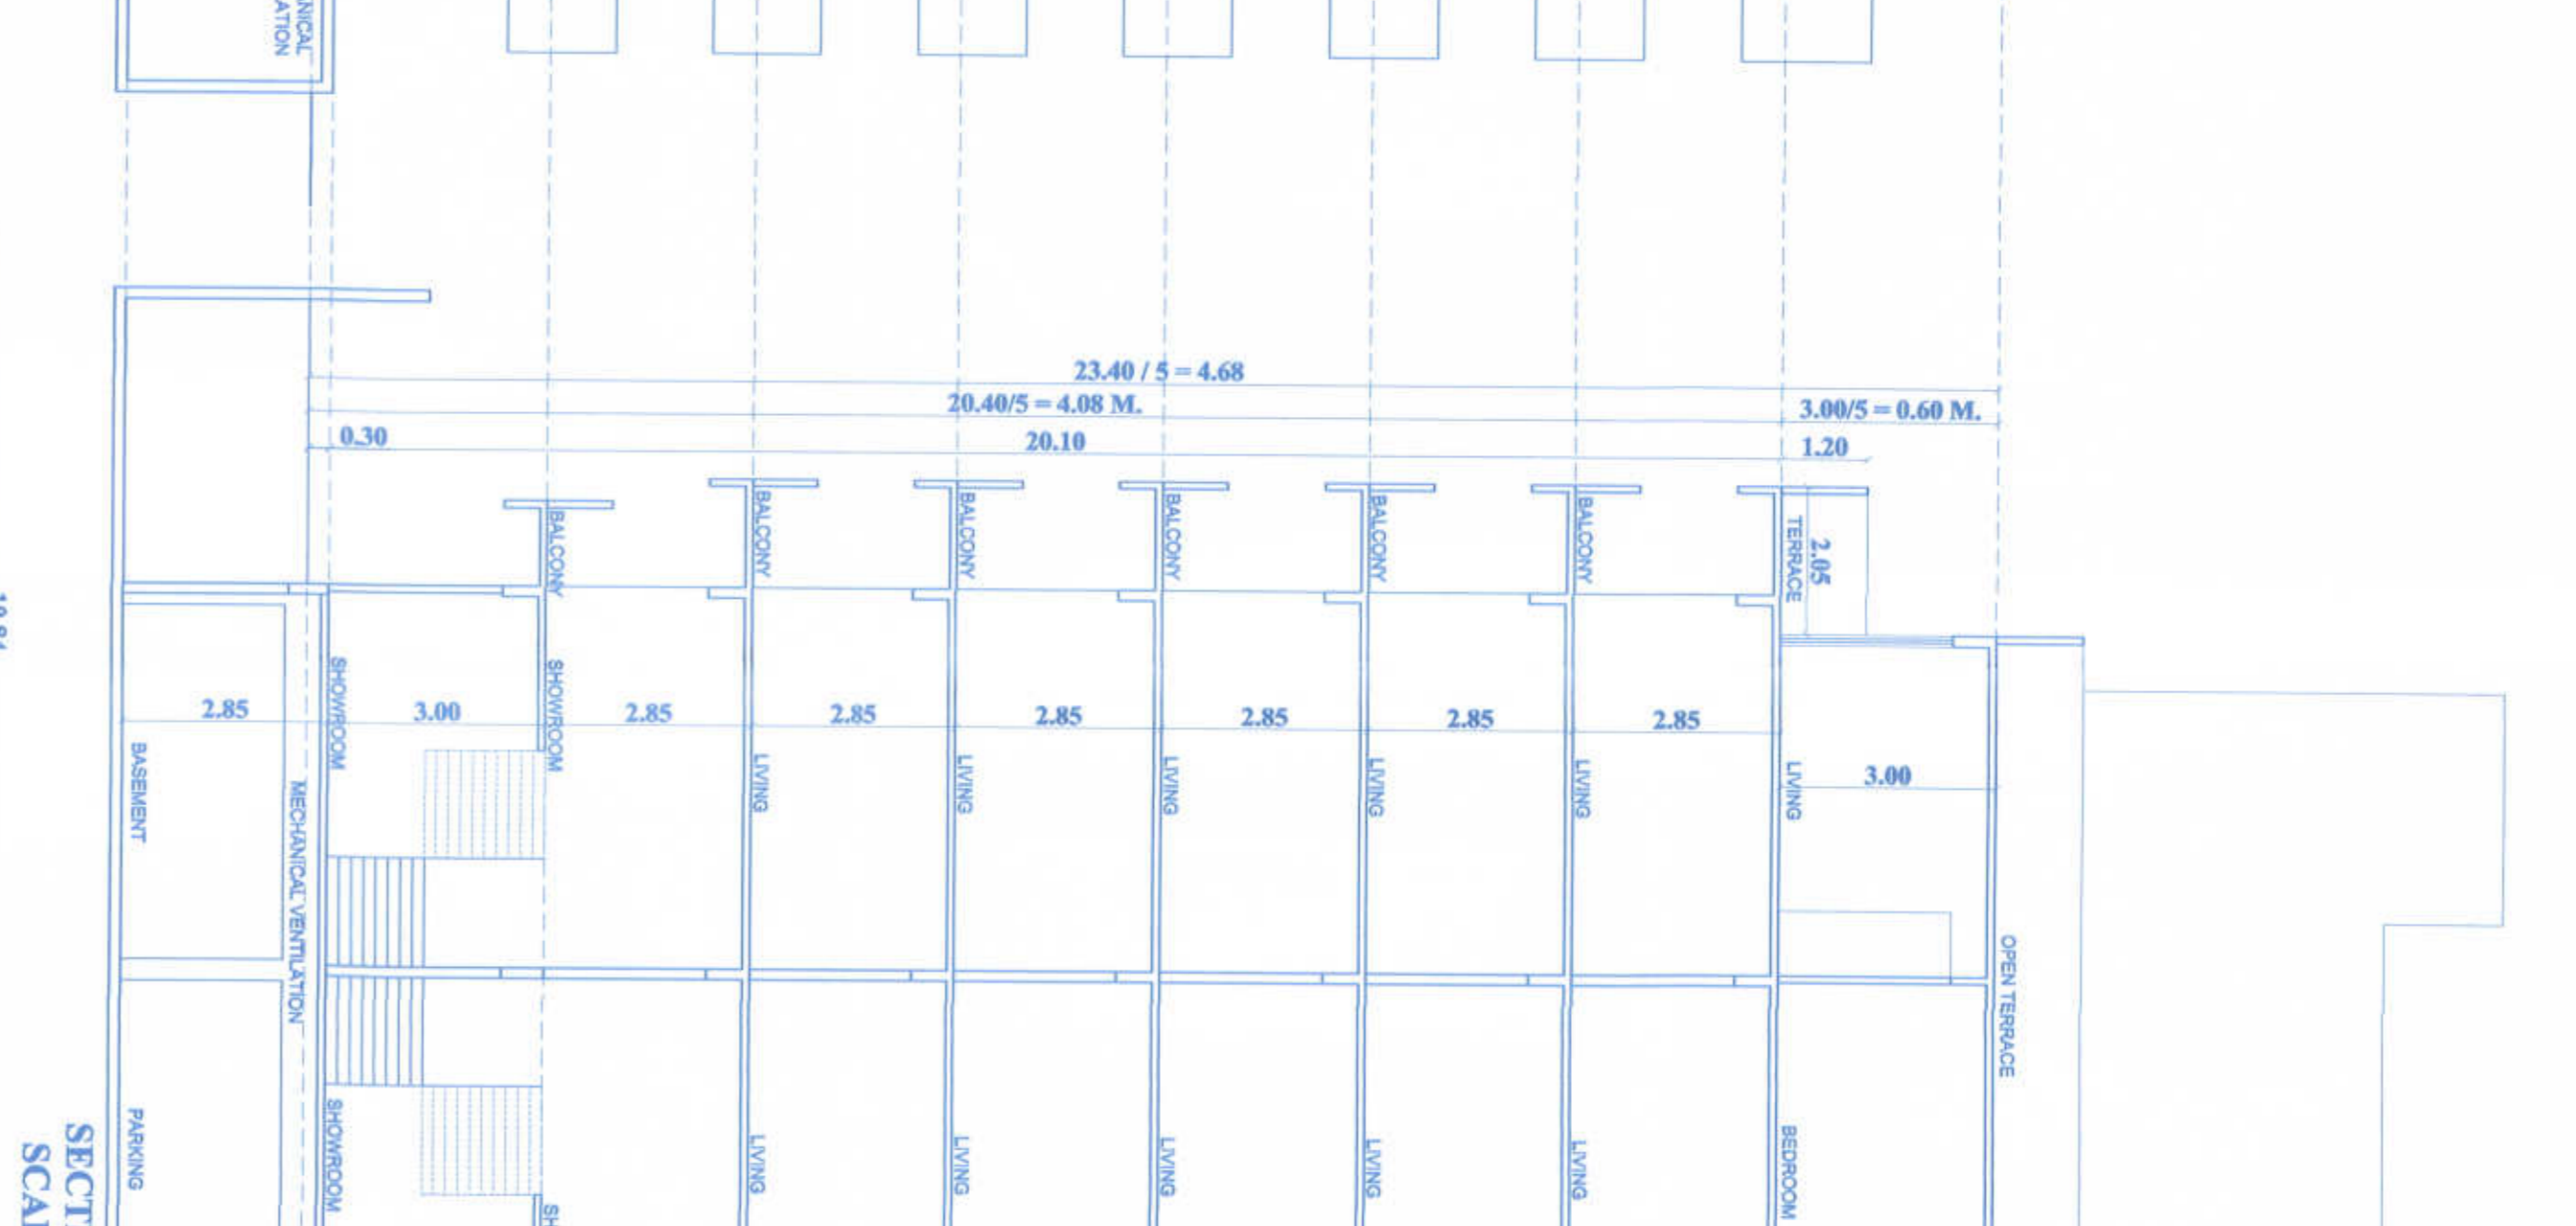 NICAL
ATION
23.40 / 5 = 4.68
20.40/5 = 4.08 M.
3.00/5 = 0.60 M.
0.30
20.10
1.20
BALCONY
BALCONY
BALCONY
BALCONY
BALCONY
BALCONY
TERRACE
2.05
SHOWROOM
SHOWROOM
2.85
3.00
2.85
2.85
2.85
2.85
2.85
2.85
3.00
BASEMENT
MECHANICAL VENTILATION
LIVING
LIVING
LIVING
LIVING
LIVING
LIVING
OPEN TERRACE
PARKING
SHOWROOM
LIVING
LIVING
LIVING
LIVING
LIVING
BEDROOM
SH
SECT
SCA